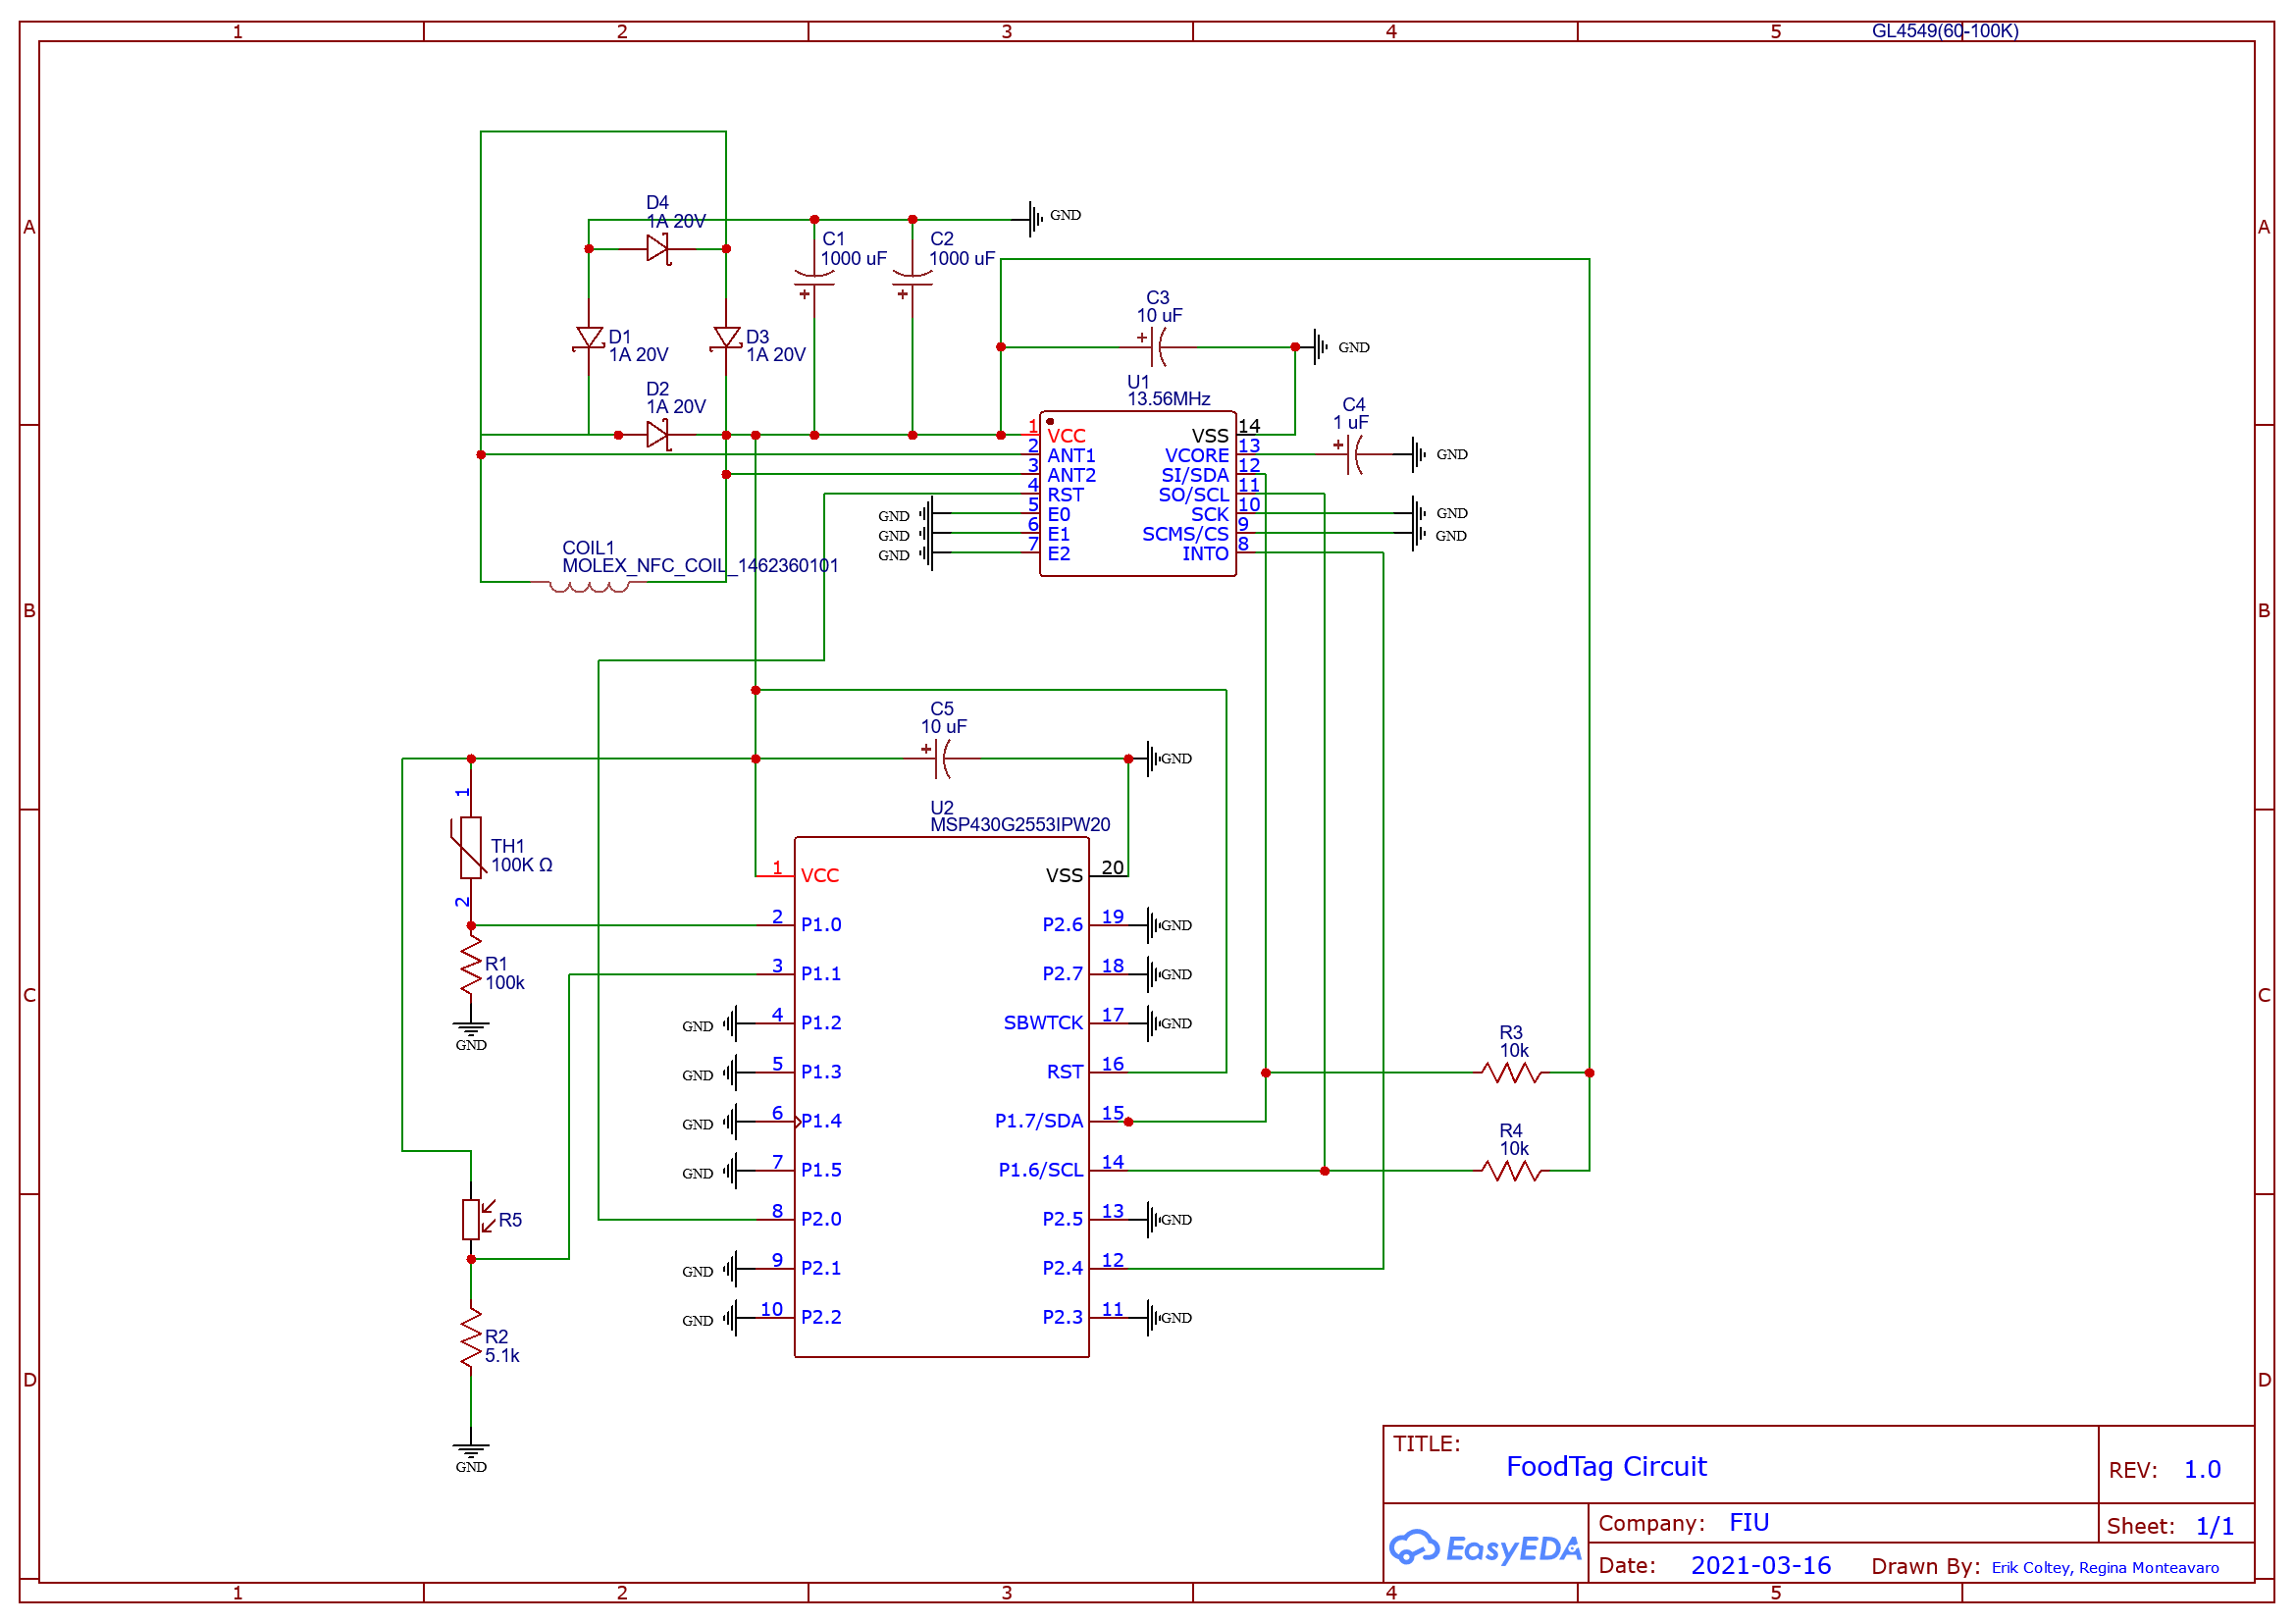 1 2 3 4 5
GL4549(60-100K)
A A
B B
C C
D D
D4
1A 20V
GND
C1
1000 uF
C2
1000 uF
D1
1A 20V
D3
1A 20V
D2
1A 20V
C3
10 uF
GND
U1
13.56MHz
C4
1 uF
GND
1 VCC
2 ANT1
3 ANT2
4 RST
5 E0
6 E1
7 E2
VSS 14
VCORE 13
SI/SDA 12
SO/SCL 11
SCK 10
SCMS/CS 9
INTO 8
GND
GND
GND
GND
GND
COIL1
MOLEX_NFC_COIL_1462360101
C5
10 uF
GND
1
TH1
100K Ω
2
R1
100k
GND
U2
MSP430G2553IPW20
1 VCC
2 P1.0
3 P1.1
GND 4 P1.2
GND 5 P1.3
GND 6 P1.4
GND 7 P1.5
8 P2.0
GND 9 P2.1
GND 10 P2.2
VSS 20
P2.6 19 GND
P2.7 18 GND
SBWTCK 17 GND
RST 16
P1.7/SDA 15
P1.6/SCL 14
P2.5 13 GND
P2.4 12
P2.3 11 GND
R3
10k
R4
10k
R5
R2
5.1k
GND
TITLE:
FoodTag Circuit
REV: 1.0
EasyEDA
Company: FIU
Sheet: 1/1
Date: 2021-03-16
Drawn By: Erik Coltey, Regina Monteavaro
1 2 3 4 5